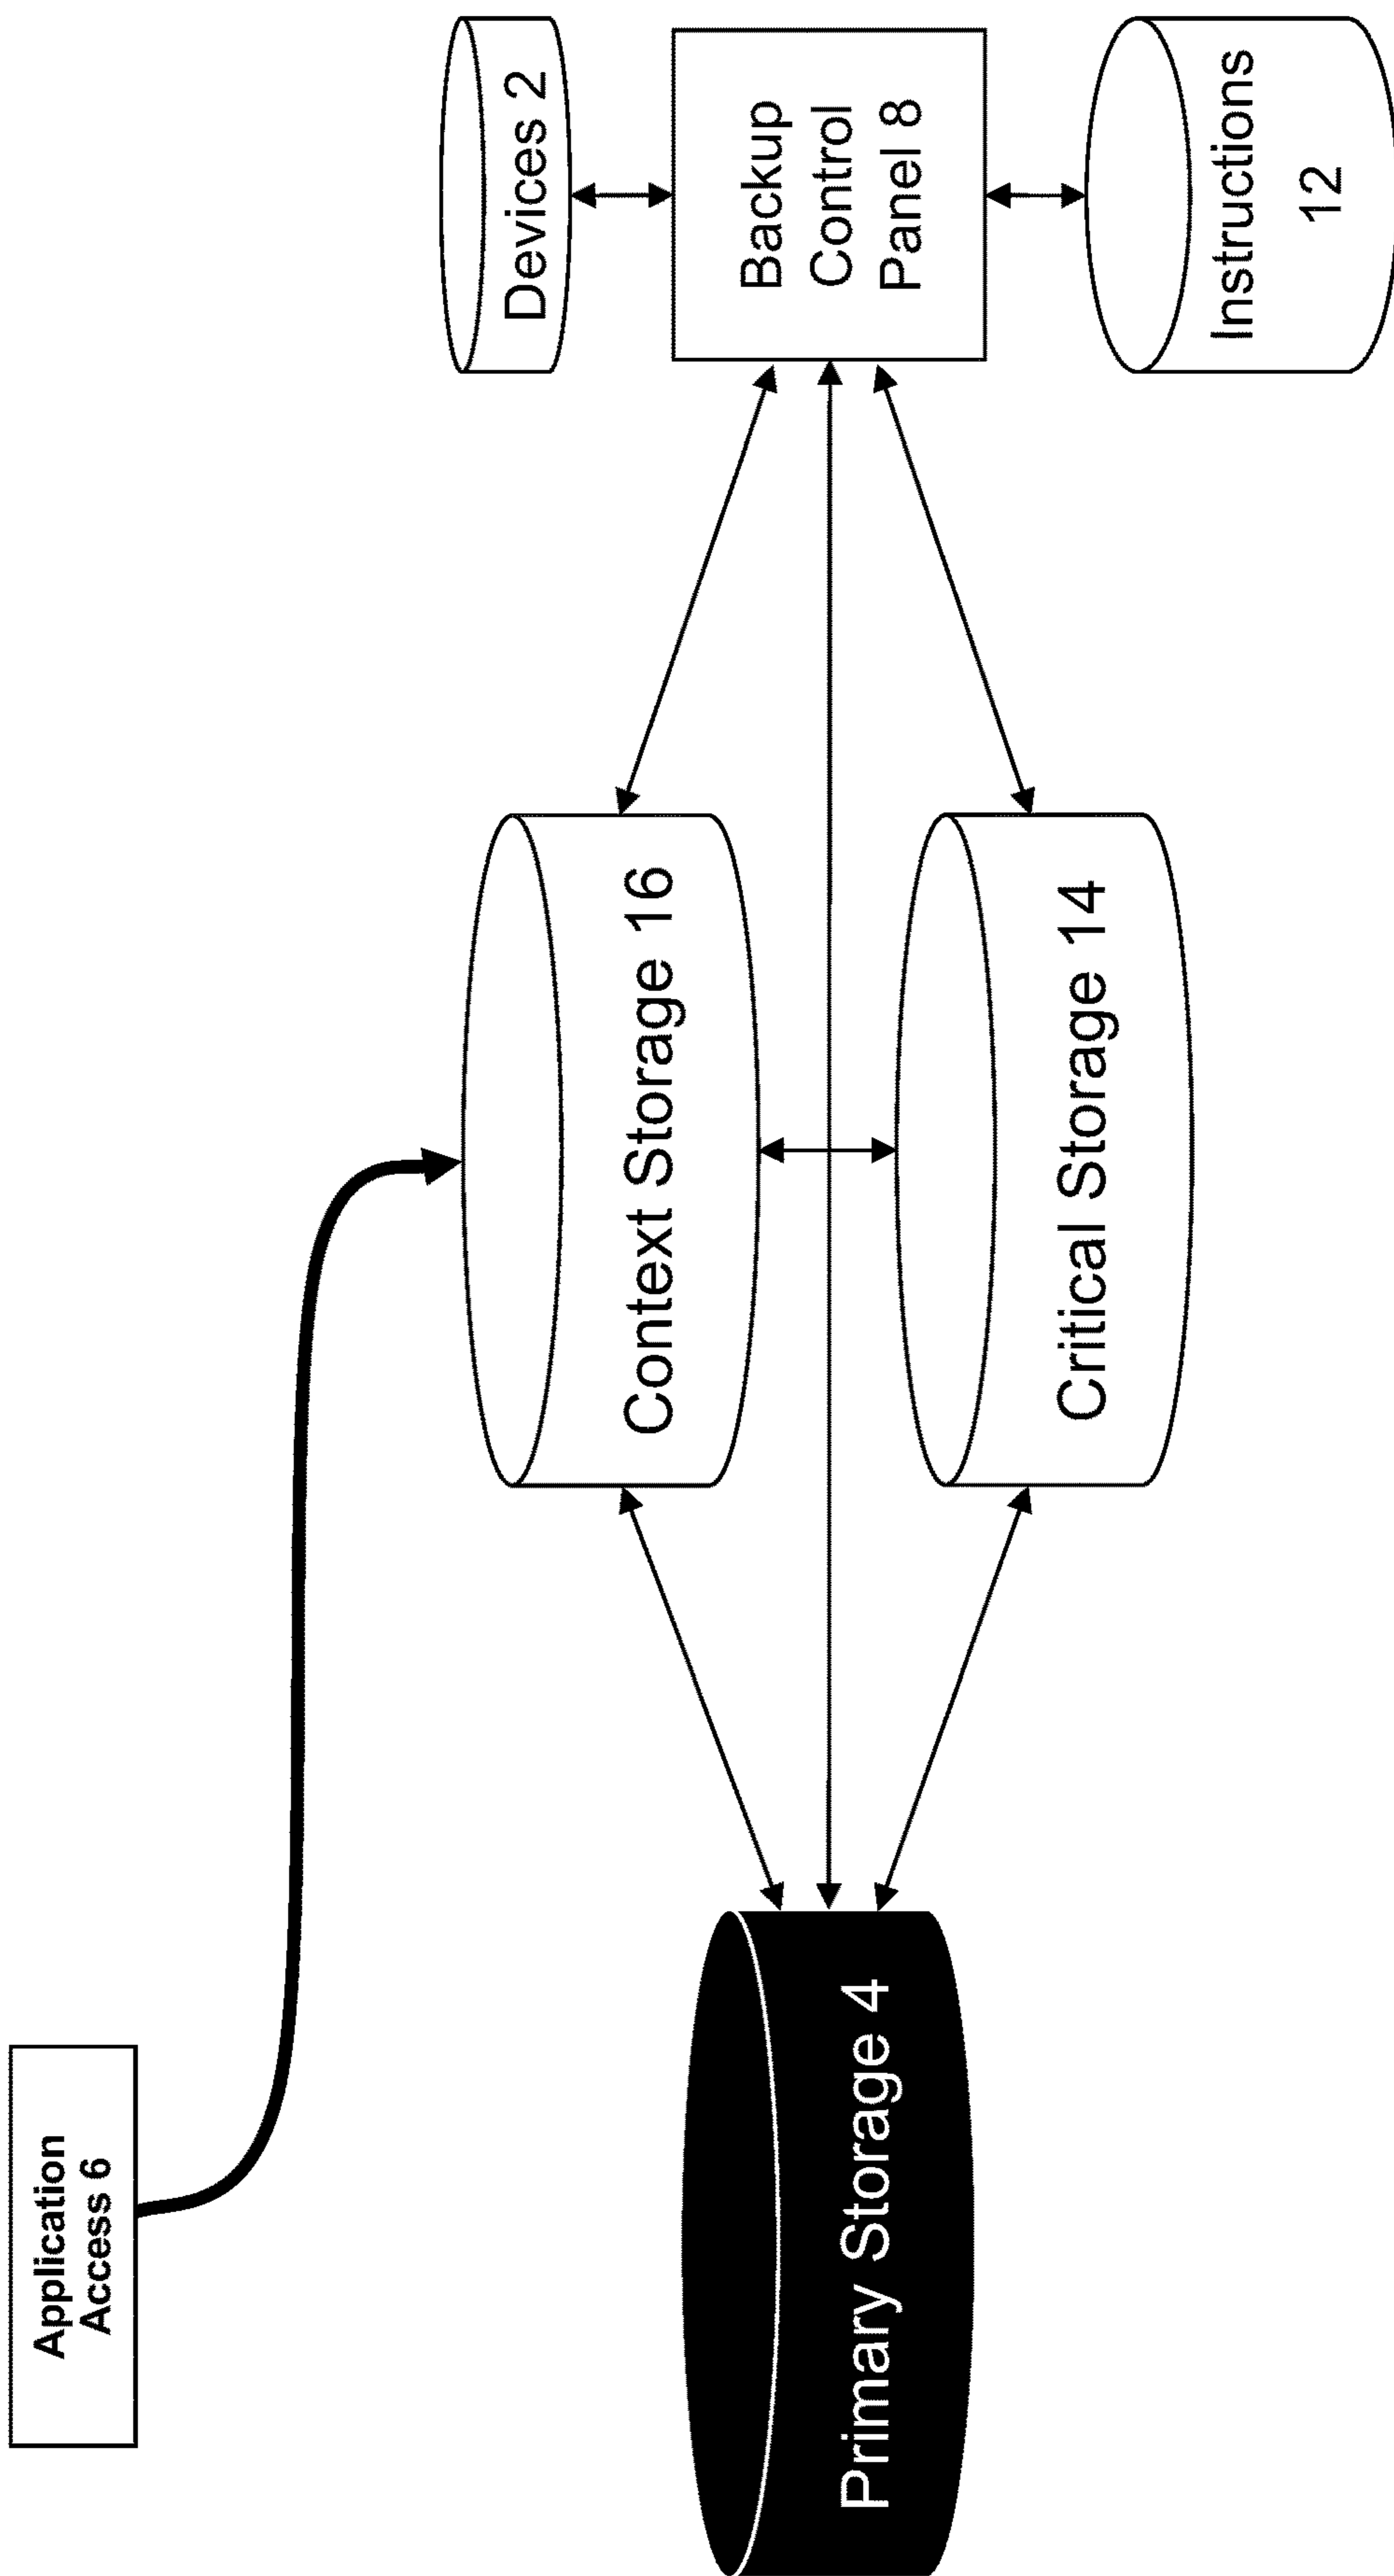 Application
Access 6
Devices 2
Context Storage 16
Backup
Control
Panel 8
Primary Storage 4
Critical Storage 14
Instructions
12